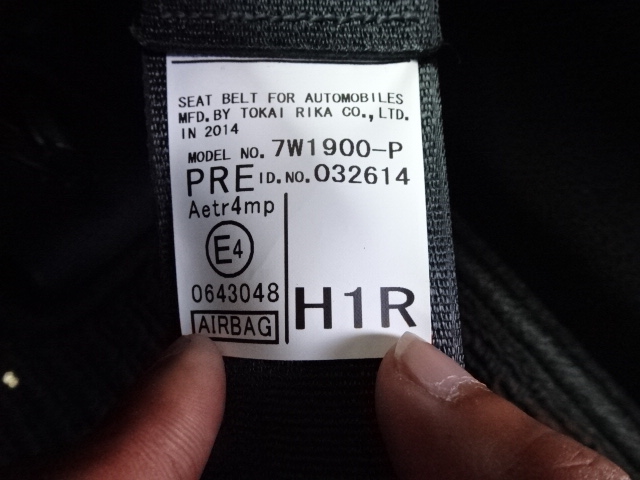 SEAT BELT FOR AUTOMOBILES
MFD. BY TOKAI RIKA CO., LTD.
IN 2014
MODEL NO. 7W1900-P
PRE ID.NO. 032614
Aetr4mp
E4
0643048
AIRBAG
H1R